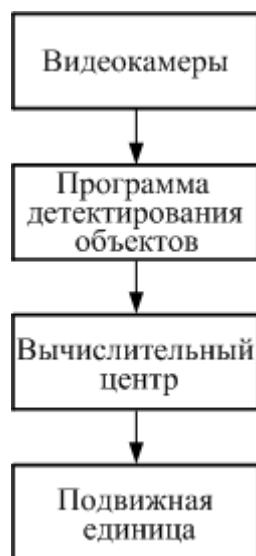 Видеокамеры
Программа
детектирования
объектов
Вычислительный
центр
Подвижная
единица